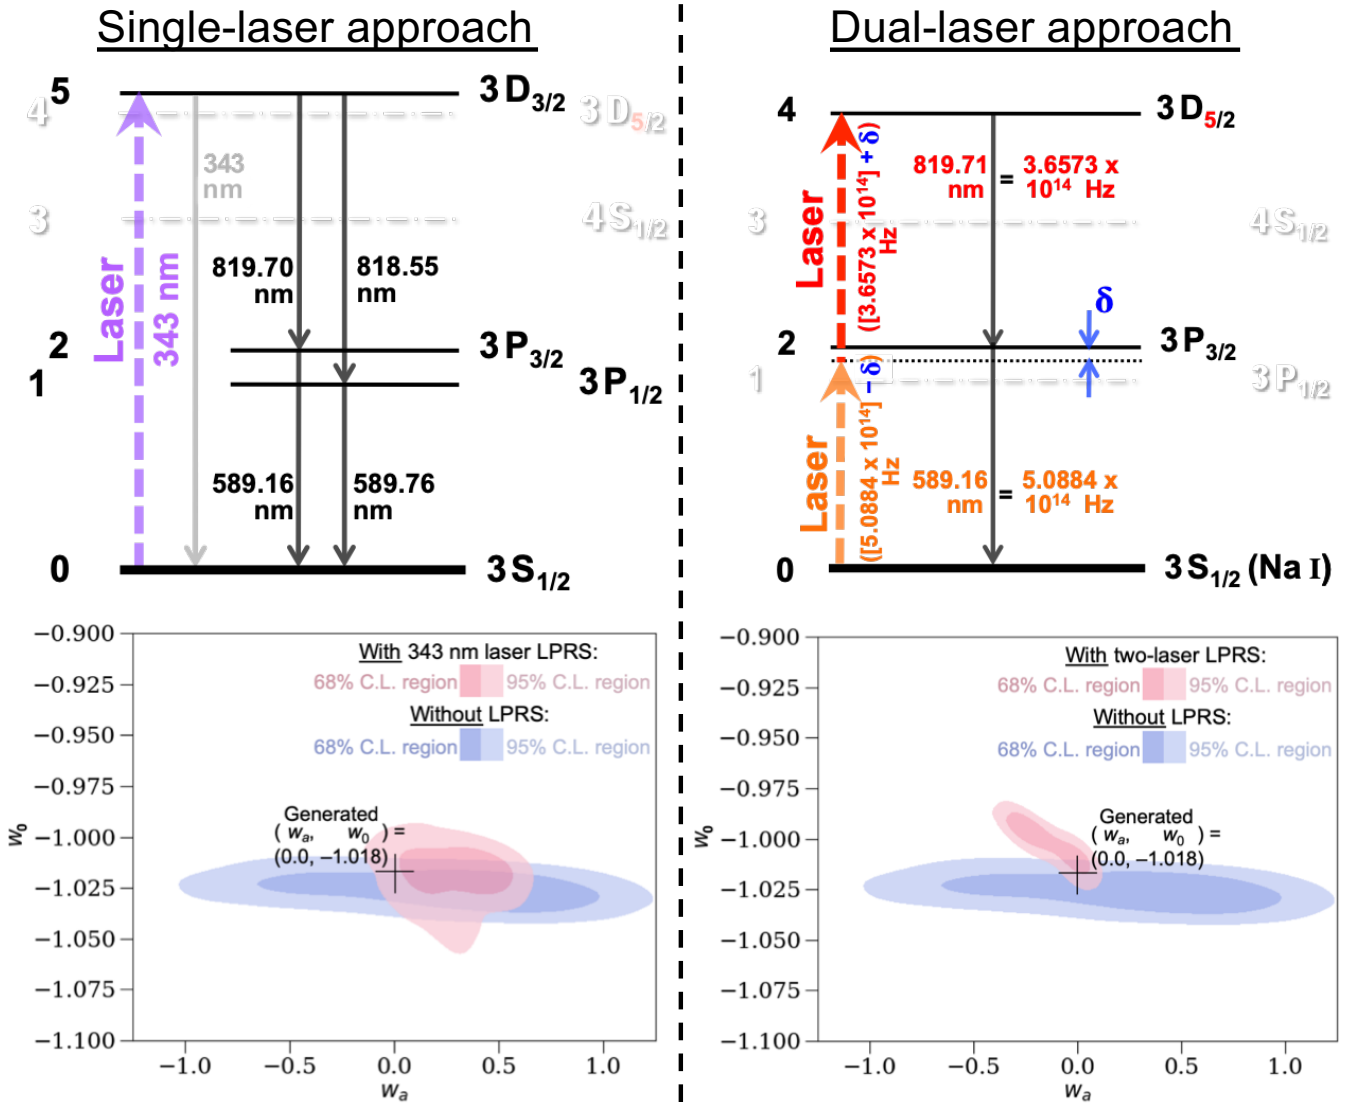 Single-laser approach
5
3D3/2
4
3D5/2
343
nm
3
4S1/2
Laser
343 nm
819.70
nm
818.55
nm
2
3P3/2
1
3P1/2
589.16
nm
589.76
nm
0
3S1/2
−0.900
−0.925
−0.950
−0.975
−1.000
−1.025
−1.050
−1.075
−1.100
w0
With 343 nm laser LPRS:
68% C.L. region 95% C.L. region
Without LPRS:
68% C.L. region 95% C.L. region
Generated
( wa, w0 ) =
(0.0, −1.018)
−1.0 −0.5 0.0 0.5 1.0
wa
Dual-laser approach
4
3D5/2
Laser
([3.6573 x 10¹⁴] + δ)
Hz
819.71
nm
= 3.6573 x
10¹⁴ Hz
3
4S1/2
δ
2
3P3/2
1
3P1/2
Laser
([5.0884 x 10¹⁴] − δ)
Hz
589.16
nm
= 5.0884 x
10¹⁴ Hz
0
3S1/2 (Na I)
−0.900
−0.925
−0.950
−0.975
−1.000
−1.025
−1.050
−1.075
−1.100
w0
With two-laser LPRS:
68% C.L. region 95% C.L. region
Without LPRS:
68% C.L. region 95% C.L. region
Generated
( wa, w0 ) =
(0.0, −1.018)
−1.0 −0.5 0.0 0.5 1.0
wa